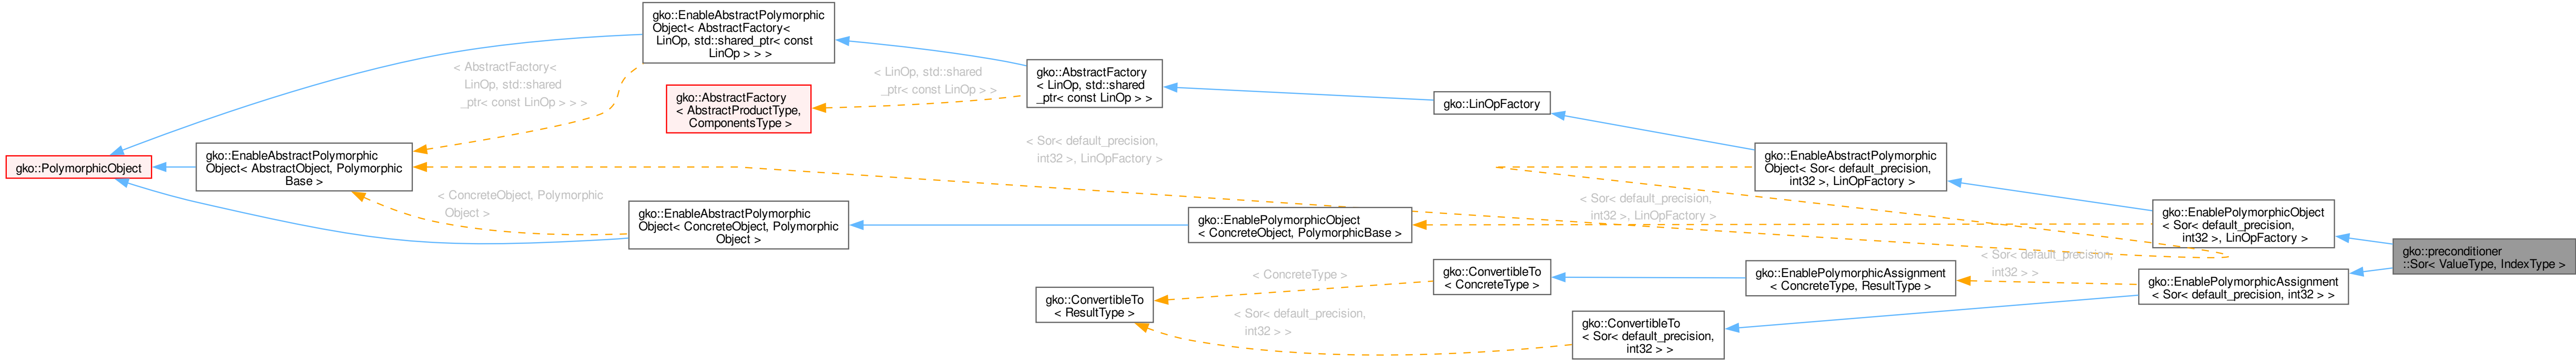 gko::PolymorphicObject
gko::EnableAbstractPolymorphic
Object< AbstractFactory<
LinOp, std::shared_ptr< const
LinOp > > >
gko::EnableAbstractPolymorphic
Object< AbstractObject, Polymorphic
Base >
< AbstractFactory<
LinOp, std::shared
_ptr< const LinOp > > >
< ConcreteObject, Polymorphic
Object >
gko::AbstractFactory
< AbstractProductType,
ComponentsType >
gko::EnableAbstractPolymorphic
Object< ConcreteObject, Polymorphic
Object >
< LinOp, std::shared
_ptr< const LinOp > >
gko::AbstractFactory
< LinOp, std::shared
_ptr< const LinOp > >
< Sor< default_precision,
int32 >, LinOpFactory >
gko::ConvertibleTo
< ResultType >
gko::EnablePolymorphicObject
< ConcreteObject, PolymorphicBase >
< ConcreteType >
< Sor< default_precision,
int32 > >
gko::LinOpFactory
gko::ConvertibleTo
< ConcreteType >
< Sor< default_precision,
int32 >, LinOpFactory >
gko::ConvertibleTo
< Sor< default_precision,
int32 > >
gko::EnableAbstractPolymorphic
Object< Sor< default_precision,
int32 >, LinOpFactory >
gko::EnablePolymorphicAssignment
< ConcreteType, ResultType >
< Sor< default_precision,
int32 > >
gko::EnablePolymorphicObject
< Sor< default_precision,
int32 >, LinOpFactory >
gko::EnablePolymorphicAssignment
< Sor< default_precision, int32 > >
gko::preconditioner
::Sor< ValueType, IndexType >